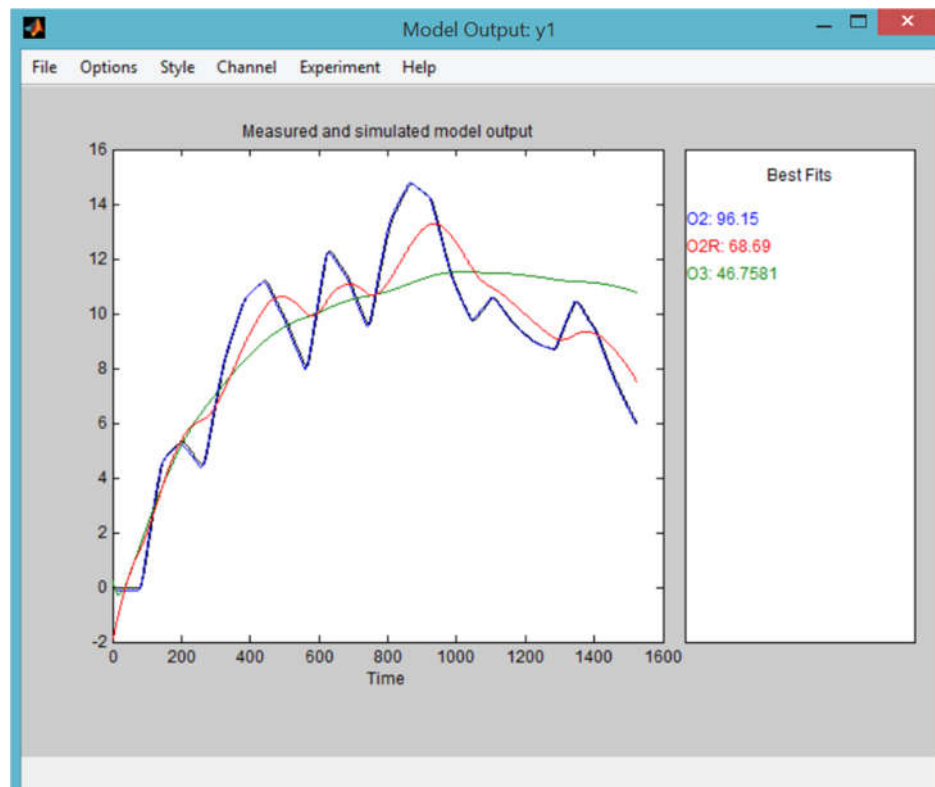 Model Output: y1
File Options Style Channel Experiment Help
Measured and simulated model output
16
14
12
10
8
6
4
2
0
-2
0 200 400 600 800 1000 1200 1400 1600
Time
Best Fits
O2: 96.15
O2R: 68.69
O3: 46.7581